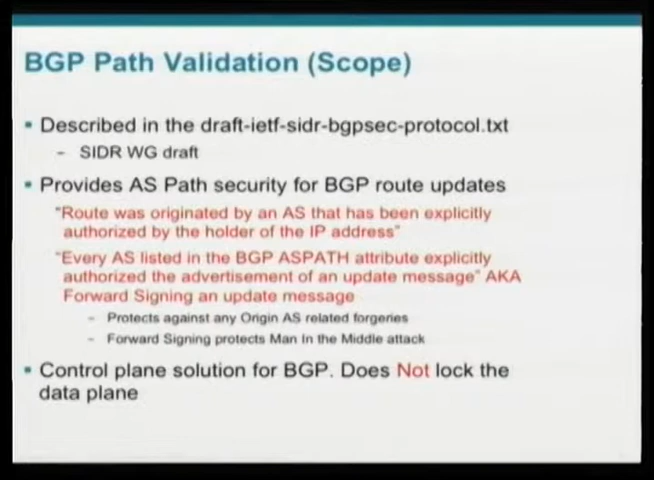 BGP Path Validation (Scope)
Described in the draft-ietf-sidr-bgpsec-protocol.txt
- SIDR WG draft
Provides AS Path security for BGP route updates
"Route was originated by an AS that has been explicitly
authorized by the holder of the IP address"
"Every AS listed in the BGP ASPATH attribute explicitly
authorized the advertisement of an update message" AKA
Forward Signing an update message
- Protects against any Origin AS related forgeries
- Forward Signing protects Man In the Middle attack
Control plane solution for BGP. Does Not lock the
data plane